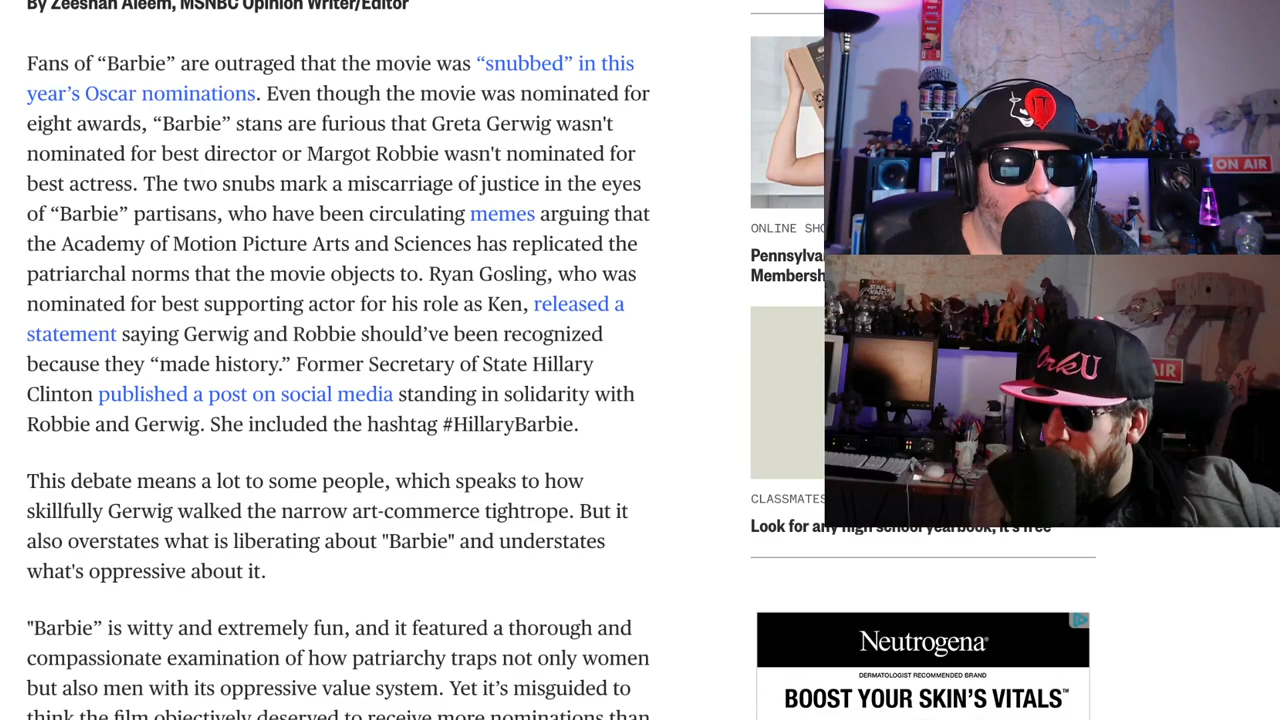 By Zeeshan Aleem, MSNBC Opinion Writer/Editor
Fans of “Barbie” are outraged that the movie was “snubbed” in this
year’s Oscar nominations. Even though the movie was nominated for
eight awards, “Barbie” stans are furious that Greta Gerwig wasn't
nominated for best director or Margot Robbie wasn't nominated for
best actress. The two snubs mark a miscarriage of justice in the eyes
of “Barbie” partisans, who have been circulating memes arguing that
the Academy of Motion Picture Arts and Sciences has replicated the
patriarchal norms that the movie objects to. Ryan Gosling, who was
nominated for best supporting actor for his role as Ken, released a
statement saying Gerwig and Robbie should’ve been recognized
because they “made history.” Former Secretary of State Hillary
Clinton published a post on social media standing in solidarity with
Robbie and Gerwig. She included the hashtag #HillaryBarbie.
This debate means a lot to some people, which speaks to how
skillfully Gerwig walked the narrow art-commerce tightrope. But it
also overstates what is liberating about "Barbie" and understates
what's oppressive about it.
"Barbie” is witty and extremely fun, and it featured a thorough and
compassionate examination of how patriarchy traps not only women
but also men with its oppressive value system. Yet it’s misguided to
think the film objectively deserved to receive more nominations than
ONLINE SHO
Pennsylva
Membersh
CLASSMATES
Look for any high school yearbook, it's free
Neutrogena®
DERMATOLOGIST RECOMMENDED BRAND
BOOST YOUR SKIN’S VITALS™
ON AIR
STAR WARS
OrkU
AIR